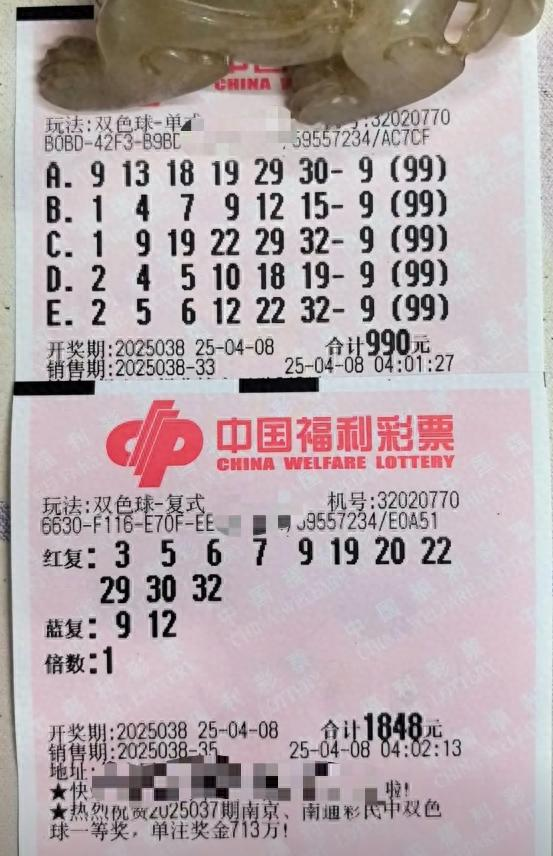 CHINA W
玩法:双色球-单式
:32020770
B0BD-42F3-B9BD
59557234/AC7CF
A. 9 13 18 19 29 30- 9 (99)
B. 1 4 7 9 12 15- 9 (99)
C. 1 9 19 22 29 32- 9 (99)
D. 2 4 5 10 18 19- 9 (99)
E. 2 5 6 12 22 32- 9 (99)
开奖期:2025038 25-04-08 合计990元
销售期:2025038-33 25-04-08 04:01:27
中国福利彩票
CHINA WELFARE LOTTERY
玩法:双色球-复式 机号:32020770
6630-F116-E70F-EE 59557234/E0A51
红复: 3 5 6 7 9 19 20 22
29 30 32
蓝复: 9 12
倍数:1
开奖期:2025038 25-04-08 合计1848元
销售期:2025038-35 25-04-08 04:02:13
地址:
★快 啦!
★热烈祝贺2025037期南京、南通彩民中双色
球一等奖，单注奖金713万!